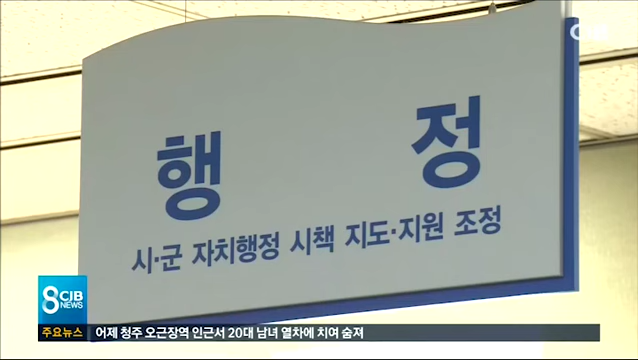 CJB
행 정
시·군 자치행정 시책 지도·지원 조정
8 CJB NEWS
주요뉴스 어제 청주 오근장역 인근서 20대 남녀 열차에 치여 숨져